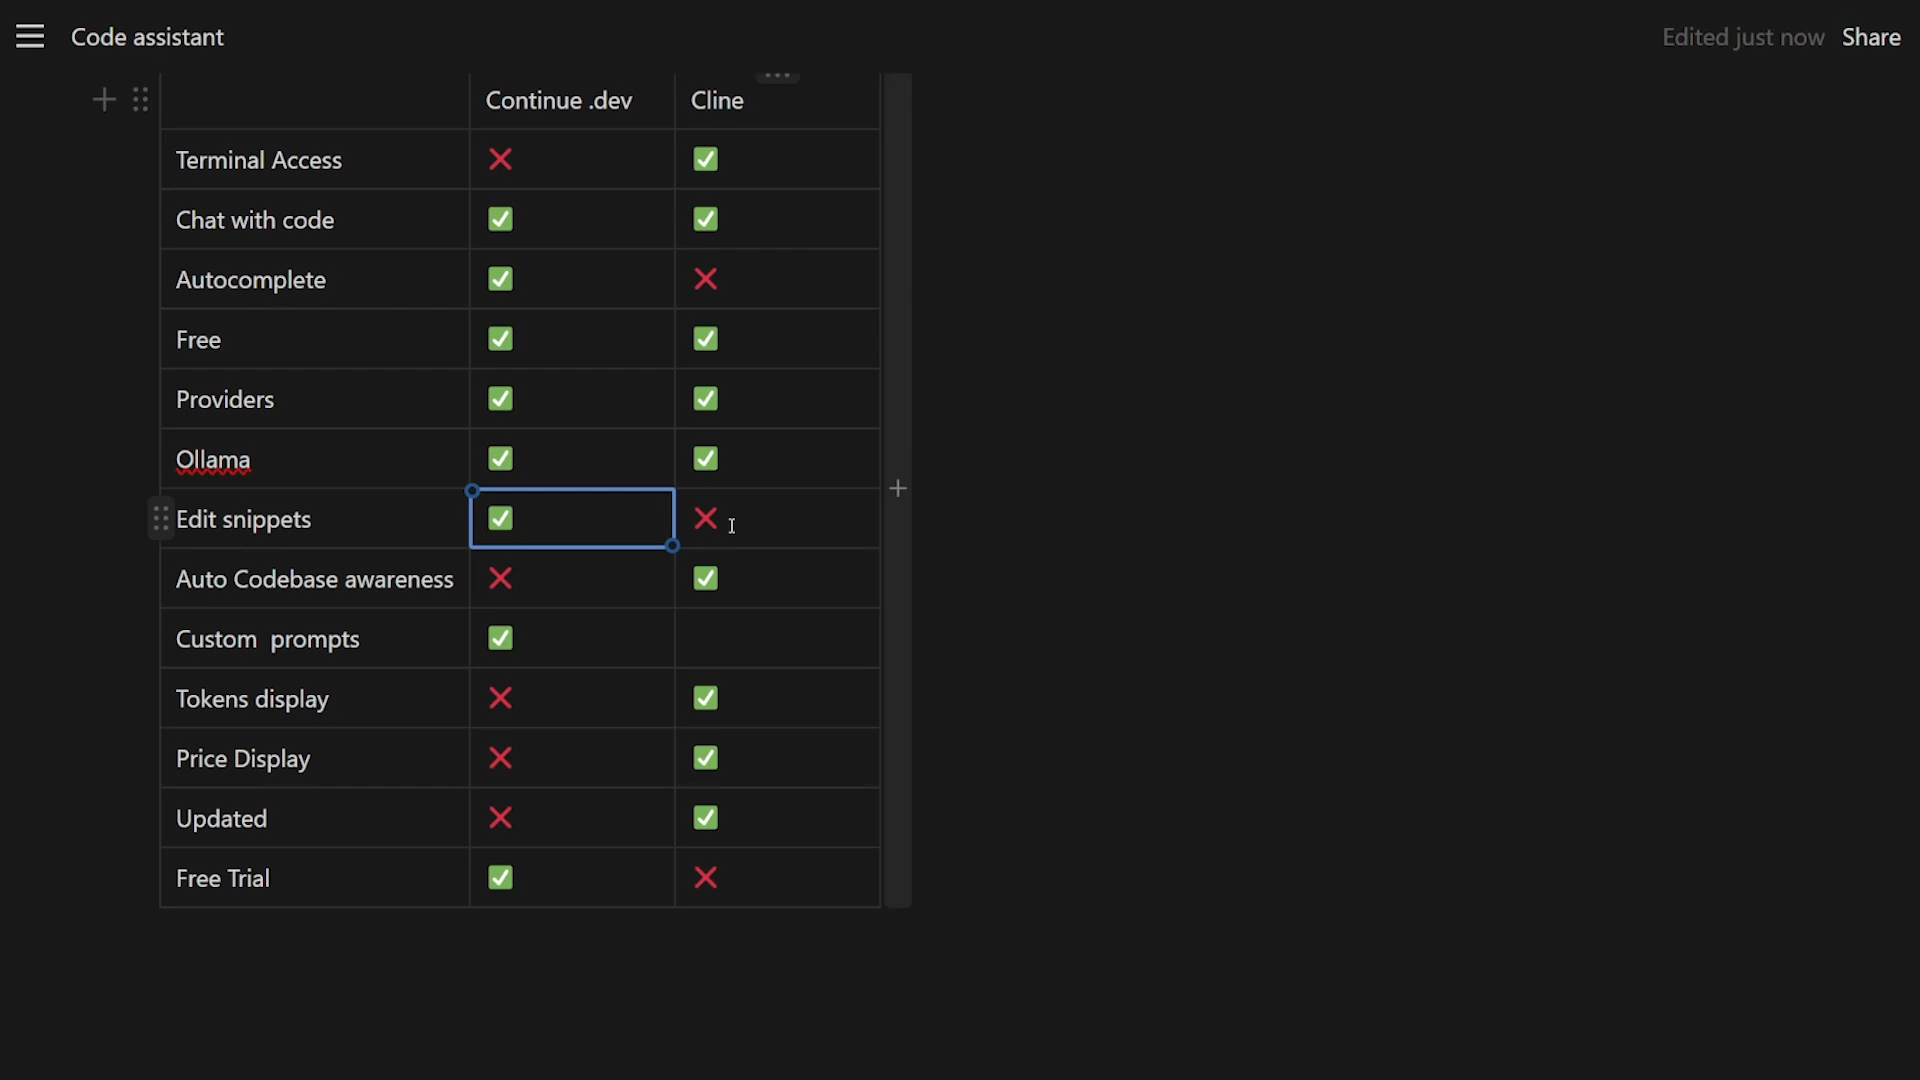 Code assistant
Edited just now Share
Continue .dev Cline
Terminal Access ❌ ✅
Chat with code ✅ ✅
Autocomplete ✅ ❌
Free ✅ ✅
Providers ✅ ✅
Ollama ✅ ✅
Edit snippets ✅ ❌
Auto Codebase awareness ❌ ✅
Custom  prompts ✅
Tokens display ❌ ✅
Price Display ❌ ✅
Updated ❌ ✅
Free Trial ✅ ❌